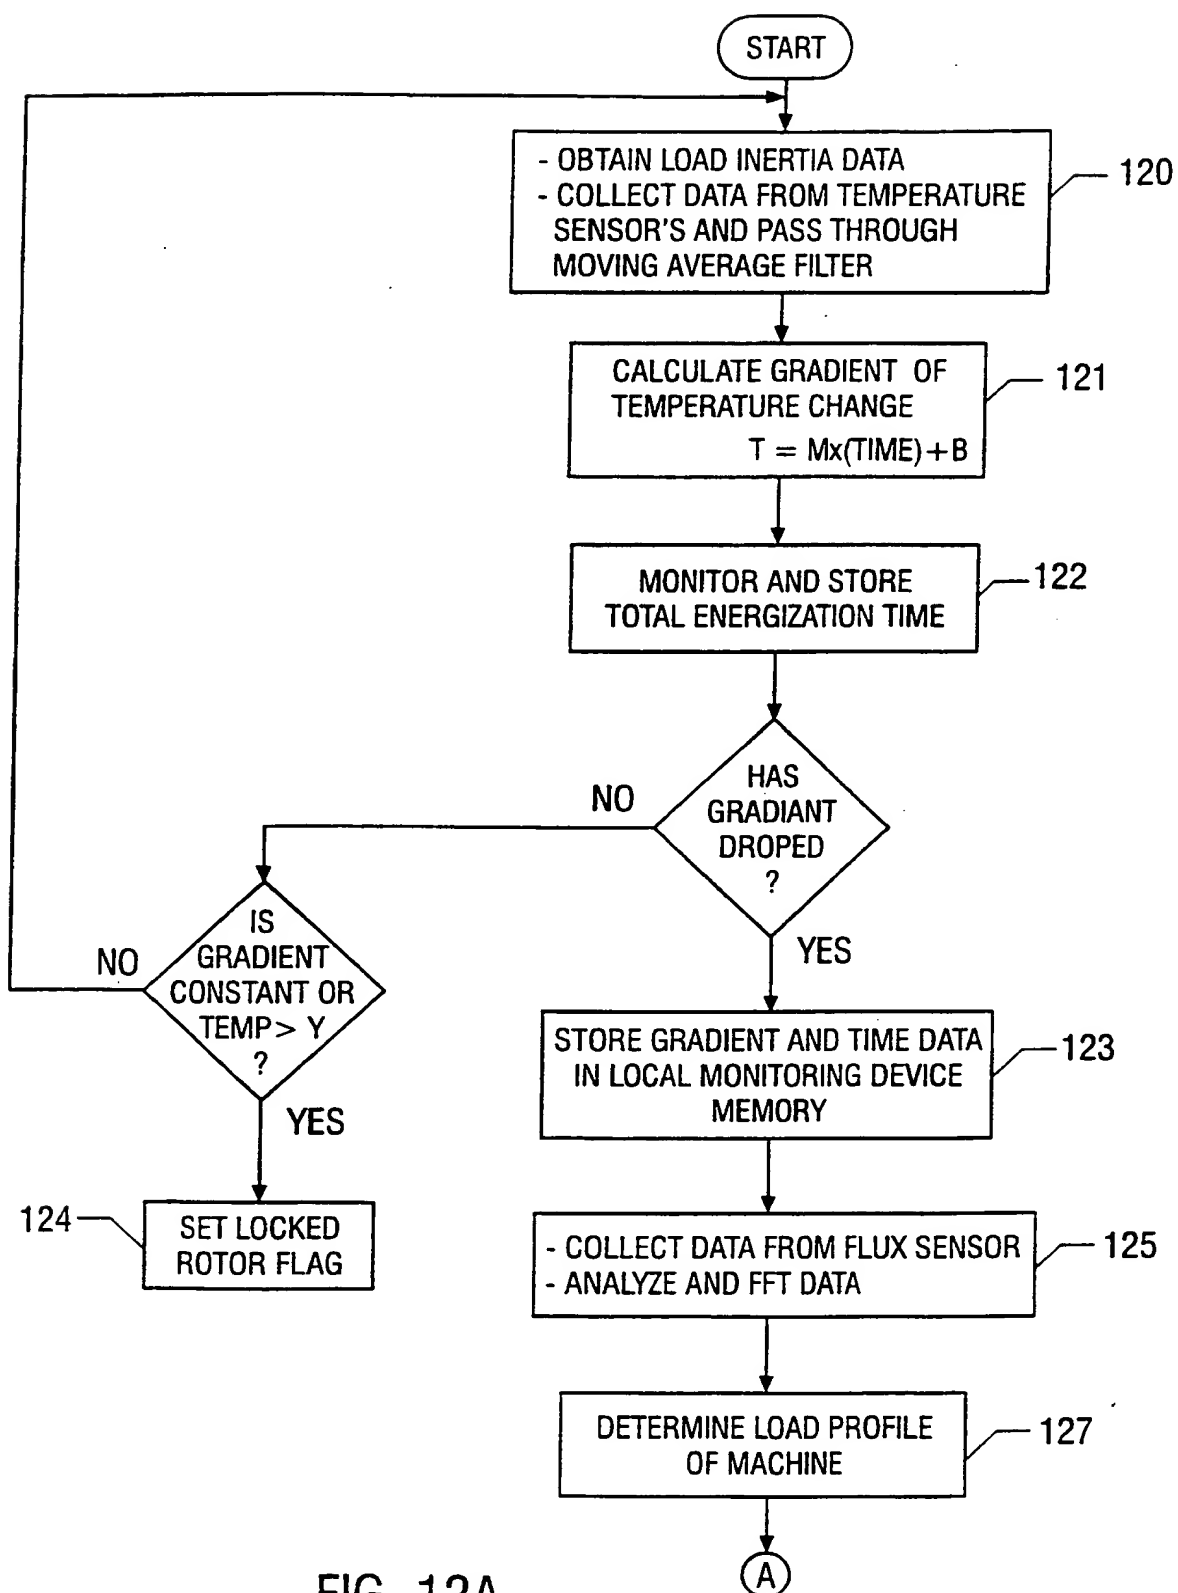 START
- OBTAIN LOAD INERTIA DATA
- COLLECT DATA FROM TEMPERATURE
SENSOR'S AND PASS THROUGH
MOVING AVERAGE FILTER
120
CALCULATE GRADIENT OF
TEMPERATURE CHANGE
T = Mx(TIME)+B
121
MONITOR AND STORE
TOTAL ENERGIZATION TIME
122
HAS
GRADIANT
DROPED
?
NO
YES
IS
GRADIENT
CONSTANT OR
TEMP> Y
?
NO
YES
STORE GRADIENT AND TIME DATA
IN LOCAL MONITORING DEVICE
MEMORY
123
124
SET LOCKED
ROTOR FLAG
- COLLECT DATA FROM FLUX SENSOR
- ANALYZE AND FFT DATA
125
DETERMINE LOAD PROFILE
OF MACHINE
127
A
FIG. 12A